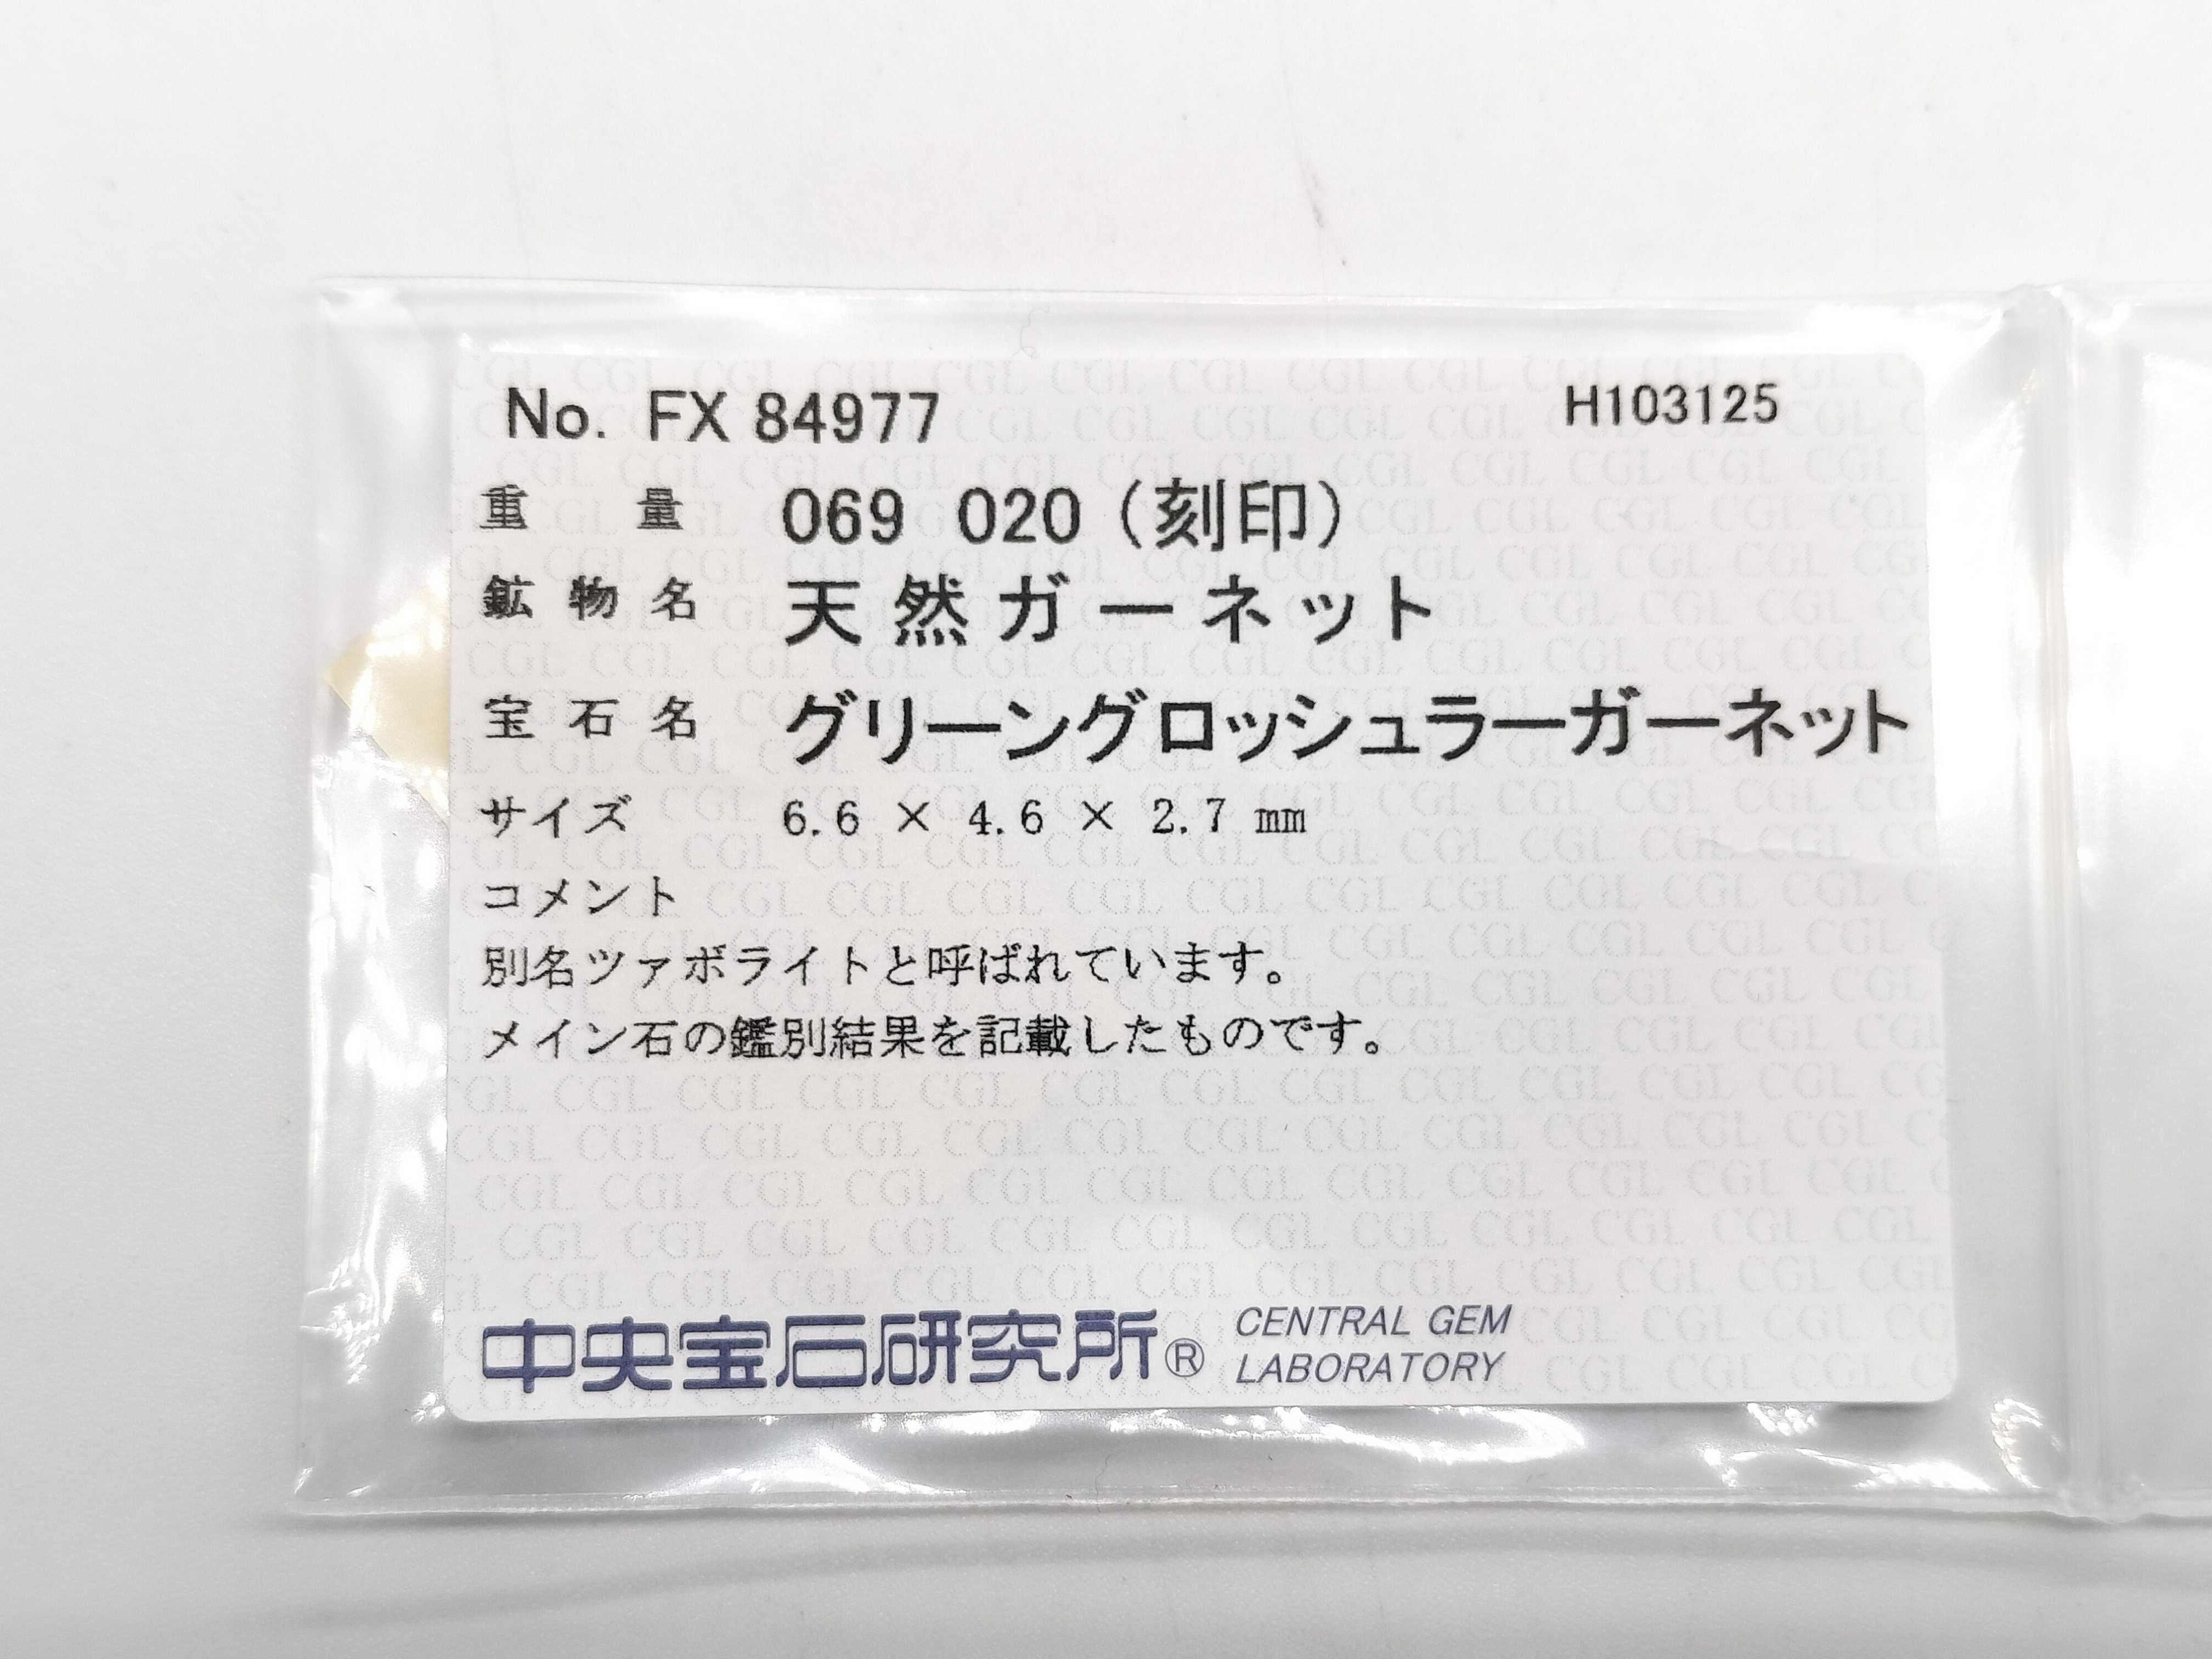 No. FX 84977 H103125
重量 069 020 (刻印)
鉱物名 天然ガーネット
宝石名 グリーングロッシュラーガーネット
サイズ 6.6 × 4.6 × 2.7 mm
コメント
別名ツァボライトと呼ばれています。
メイン石の鑑別結果を記載したものです。
中央宝石研究所® CENTRAL GEM
LABORATORY